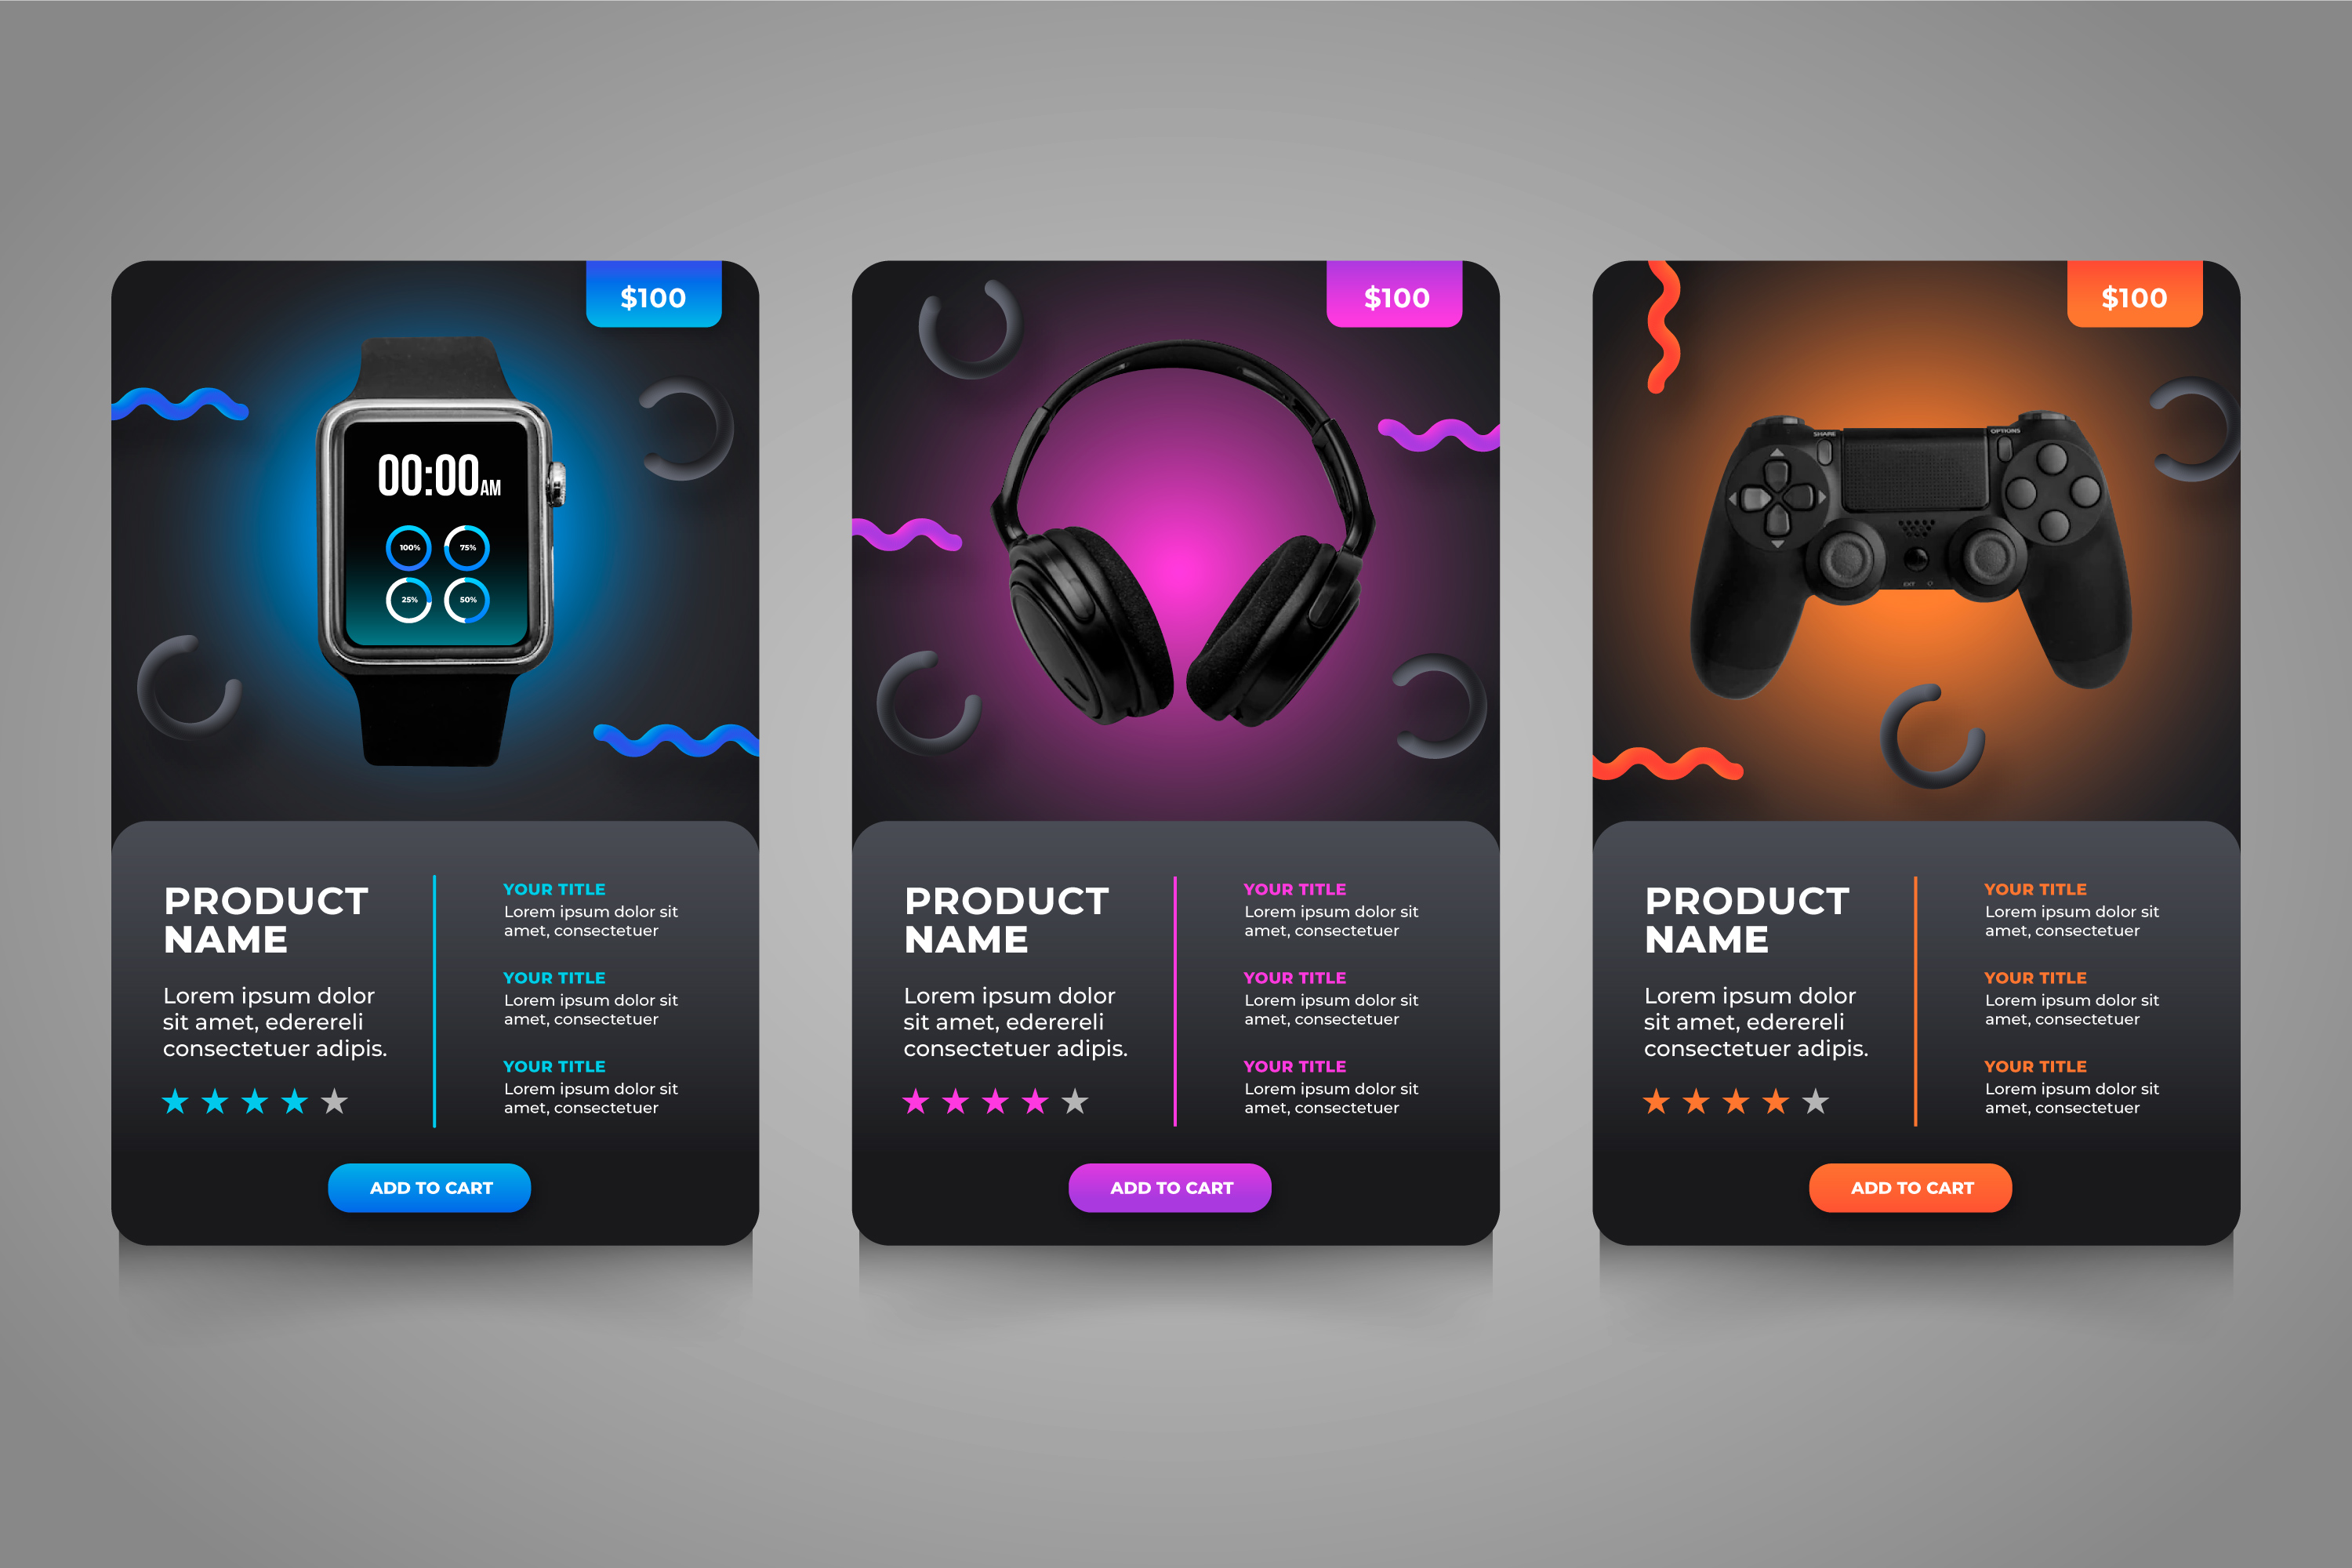 $100
00:00AM
100%
75%
25%
50%
PRODUCT
NAME
Lorem ipsum dolor
sit amet, ederereli
consectetuer adipis.
YOUR TITLE
Lorem ipsum dolor sit
amet, consectetuer
YOUR TITLE
Lorem ipsum dolor sit
amet, consectetuer
YOUR TITLE
Lorem ipsum dolor sit
amet, consectetuer
ADD TO CART
$100
PRODUCT
NAME
Lorem ipsum dolor
sit amet, ederereli
consectetuer adipis.
YOUR TITLE
Lorem ipsum dolor sit
amet, consectetuer
YOUR TITLE
Lorem ipsum dolor sit
amet, consectetuer
YOUR TITLE
Lorem ipsum dolor sit
amet, consectetuer
ADD TO CART
$100
SHARE
OPTIONS
EXT
PRODUCT
NAME
Lorem ipsum dolor
sit amet, ederereli
consectetuer adipis.
YOUR TITLE
Lorem ipsum dolor sit
amet, consectetuer
YOUR TITLE
Lorem ipsum dolor sit
amet, consectetuer
YOUR TITLE
Lorem ipsum dolor sit
amet, consectetuer
ADD TO CART